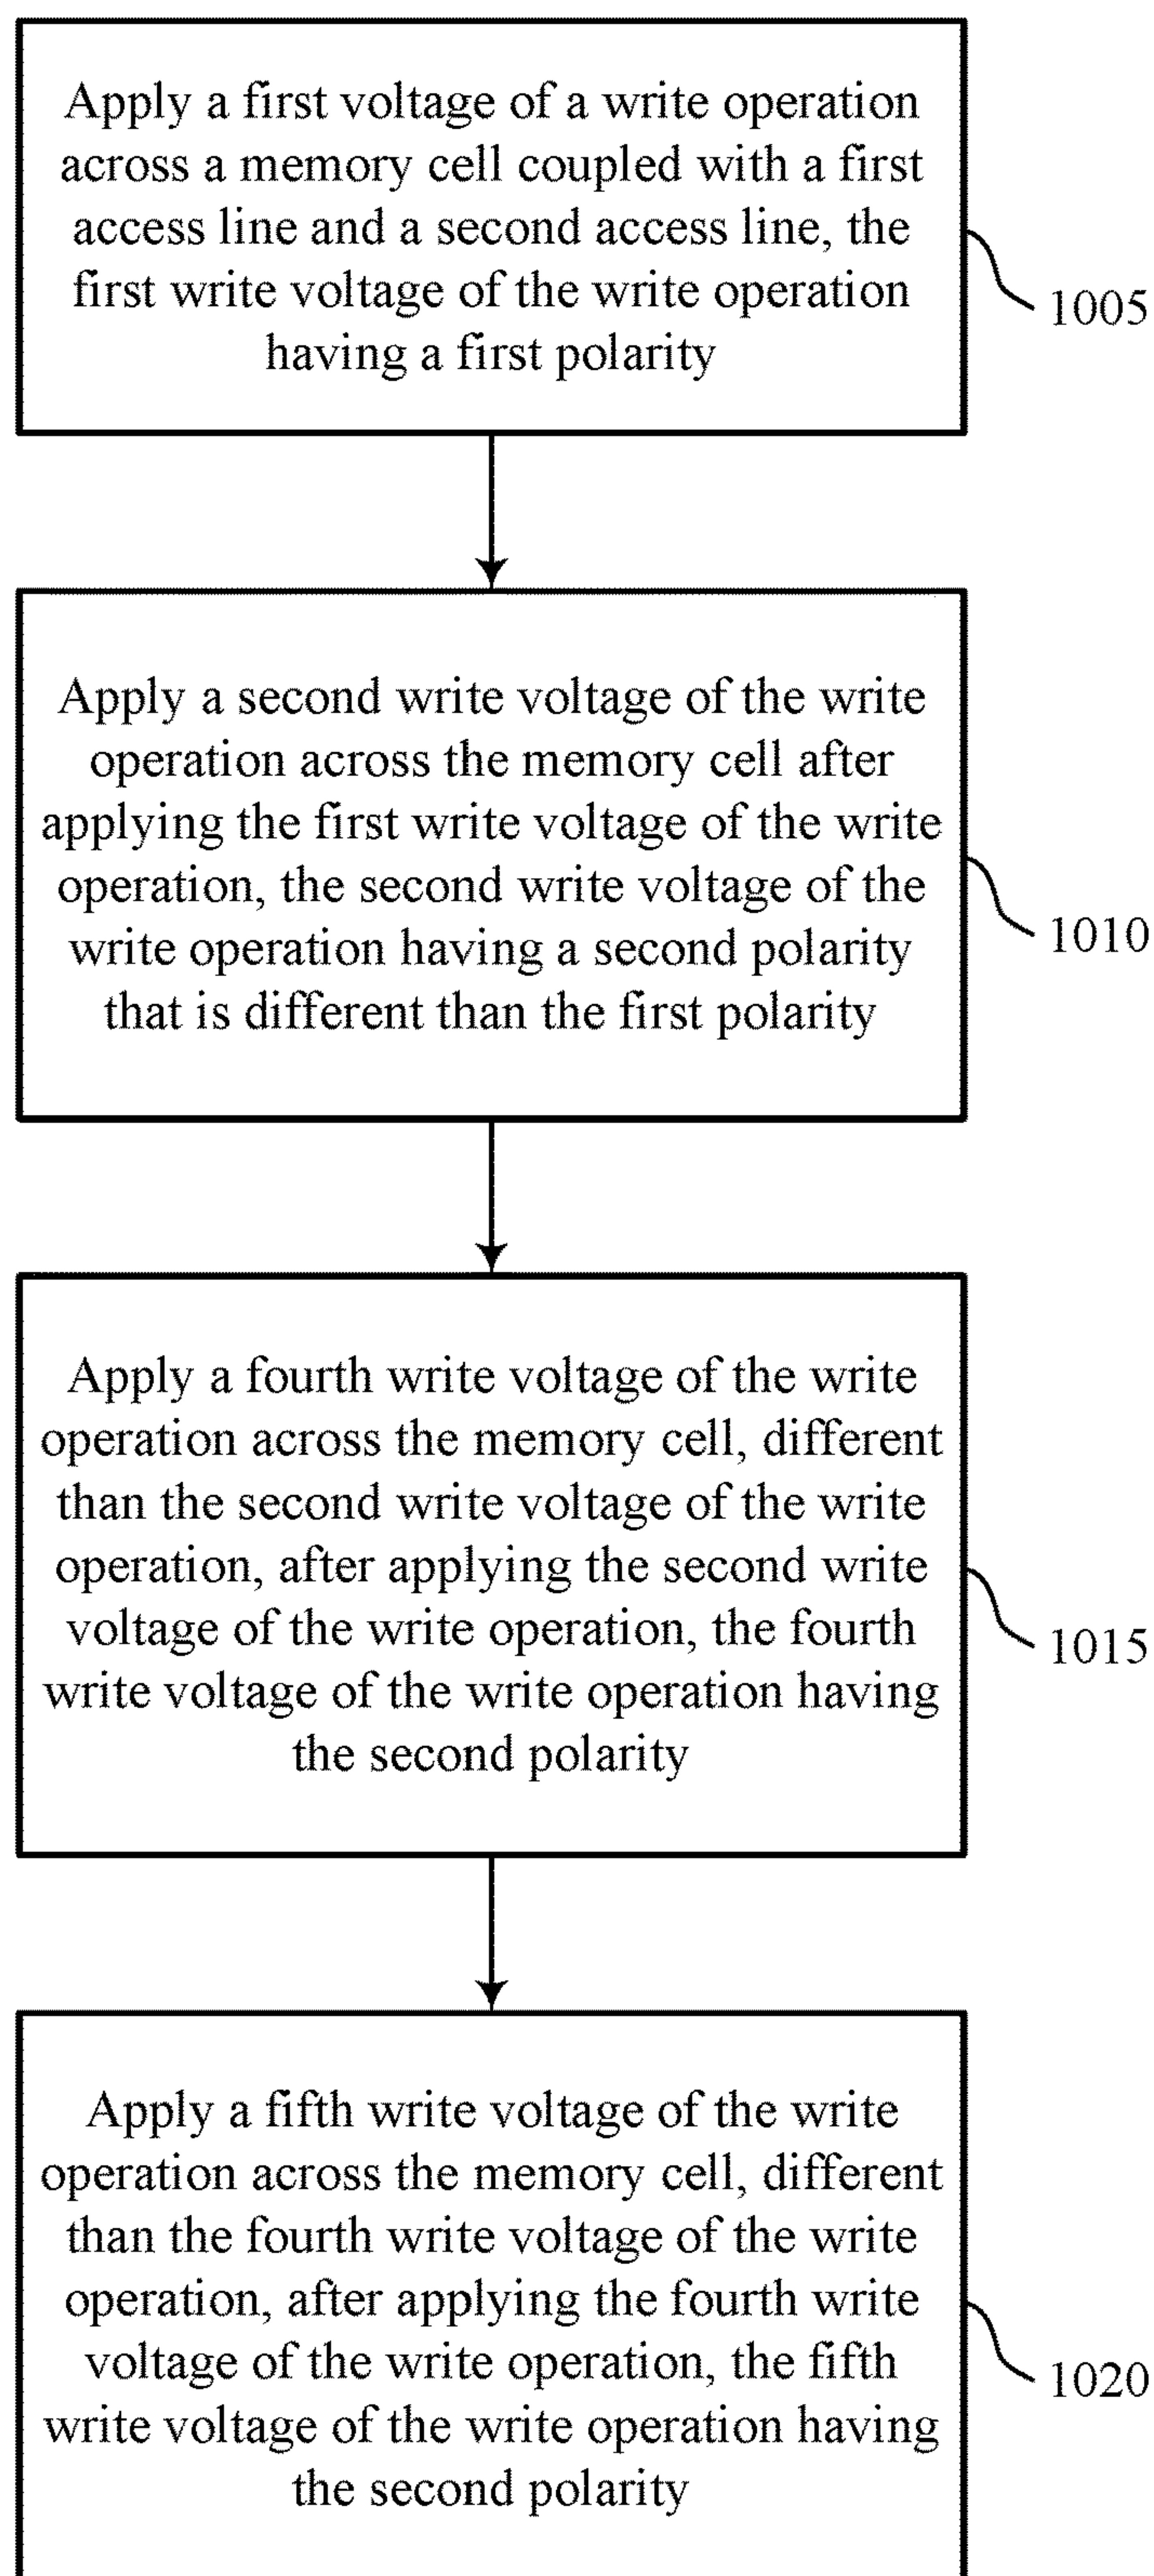 Apply a first voltage of a write operation
across a memory cell coupled with a first
access line and a second access line, the
first write voltage of the write operation
having a first polarity
1005
Apply a second write voltage of the write
operation across the memory cell after
applying the first write voltage of the write
operation, the second write voltage of the
write operation having a second polarity
that is different than the first polarity
1010
Apply a fourth write voltage of the write
operation across the memory cell, different
than the second write voltage of the write
operation, after applying the second write
voltage of the write operation, the fourth
write voltage of the write operation having
the second polarity
1015
Apply a fifth write voltage of the write
operation across the memory cell, different
than the fourth write voltage of the write
operation, after applying the fourth write
voltage of the write operation, the fifth
write voltage of the write operation having
the second polarity
1020